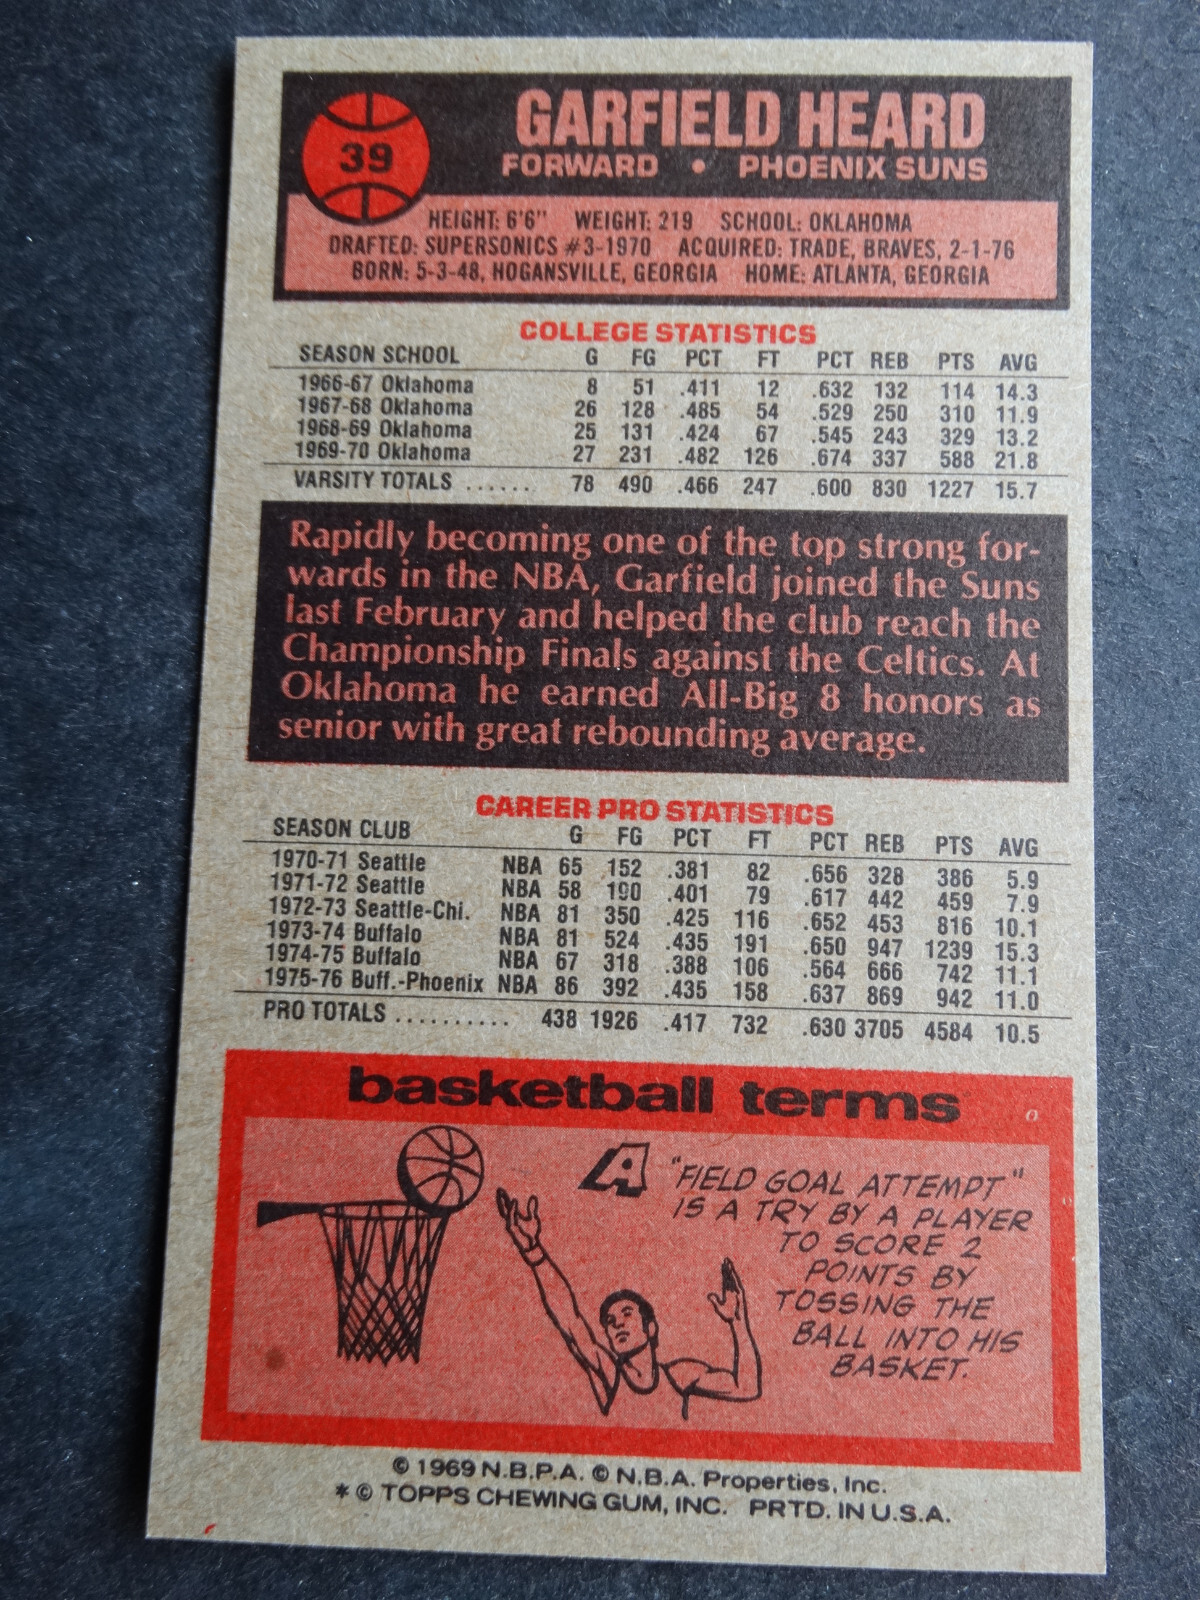 39
GARFIELD HEARD
FORWARD • PHOENIX SUNS
HEIGHT: 6'6" WEIGHT: 219 SCHOOL: OKLAHOMA
DRAFTED: SUPERSONICS #3-1970 ACQUIRED: TRADE, BRAVES, 2-1-76
BORN: 5-3-48, HOGANSVILLE, GEORGIA HOME: ATLANTA, GEORGIA
COLLEGE STATISTICS
SEASON SCHOOL G FG PCT FT PCT REB PTS AVG
1966-67 Oklahoma 8 51 .411 12 .632 132 114 14.3
1967-68 Oklahoma 26 128 .485 54 .529 250 310 11.9
1968-69 Oklahoma 25 131 .424 67 .545 243 329 13.2
1969-70 Oklahoma 27 231 .482 126 .674 337 588 21.8
VARSITY TOTALS ...... 78 490 .466 247 .600 830 1227 15.7
Rapidly becoming one of the top strong for-
wards in the NBA, Garfield joined the Suns
last February and helped the club reach the
Championship Finals against the Celtics. At
Oklahoma he earned All-Big 8 honors as
senior with great rebounding average.
CAREER PRO STATISTICS
SEASON CLUB G FG PCT FT PCT REB PTS AVG
1970-71 Seattle NBA 65 152 .381 82 .656 328 386 5.9
1971-72 Seattle NBA 58 190 .401 79 .617 442 459 7.9
1972-73 Seattle-Chi. NBA 81 350 .425 116 .652 453 816 10.1
1973-74 Buffalo NBA 81 524 .435 191 .650 947 1239 15.3
1974-75 Buffalo NBA 67 318 .388 106 .564 666 742 11.1
1975-76 Buff.-Phoenix NBA 86 392 .435 158 .637 869 942 11.0
PRO TOTALS .......... 438 1926 .417 732 .630 3705 4584 10.5
basketball terms
A "FIELD GOAL ATTEMPT"
IS A TRY BY A PLAYER
TO SCORE 2
POINTS BY
TOSSING THE
BALL INTO HIS
BASKET.
© 1969 N.B.P.A. © N.B.A. Properties, Inc.
* © TOPPS CHEWING GUM, INC. PRTD. IN U.S.A.